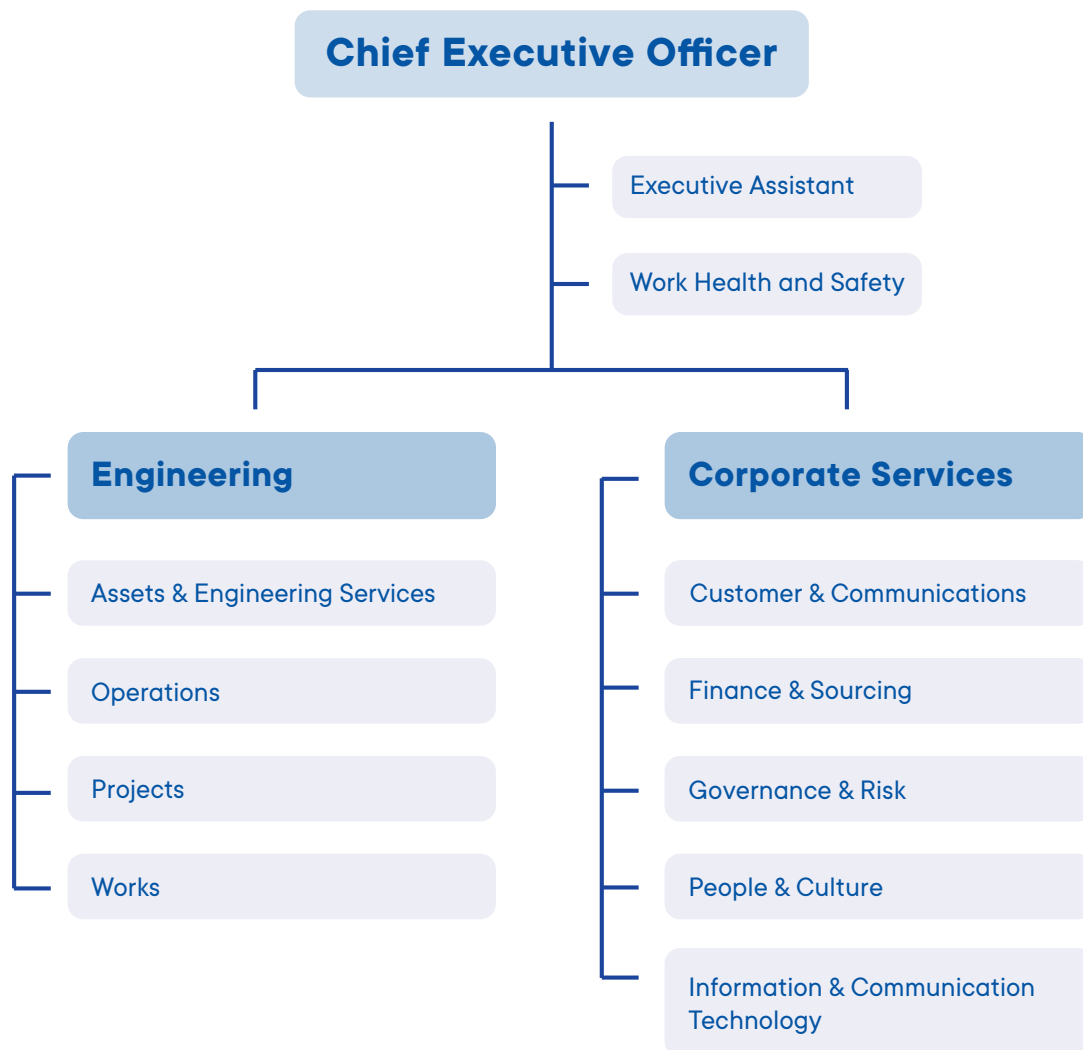 Chief Executive Officer
Executive Assistant
Work Health and Safety
Engineering
Assets & Engineering Services
Operations
Projects
Works
Corporate Services
Customer & Communications
Finance & Sourcing
Governance & Risk
People & Culture
Information & Communication
Technology